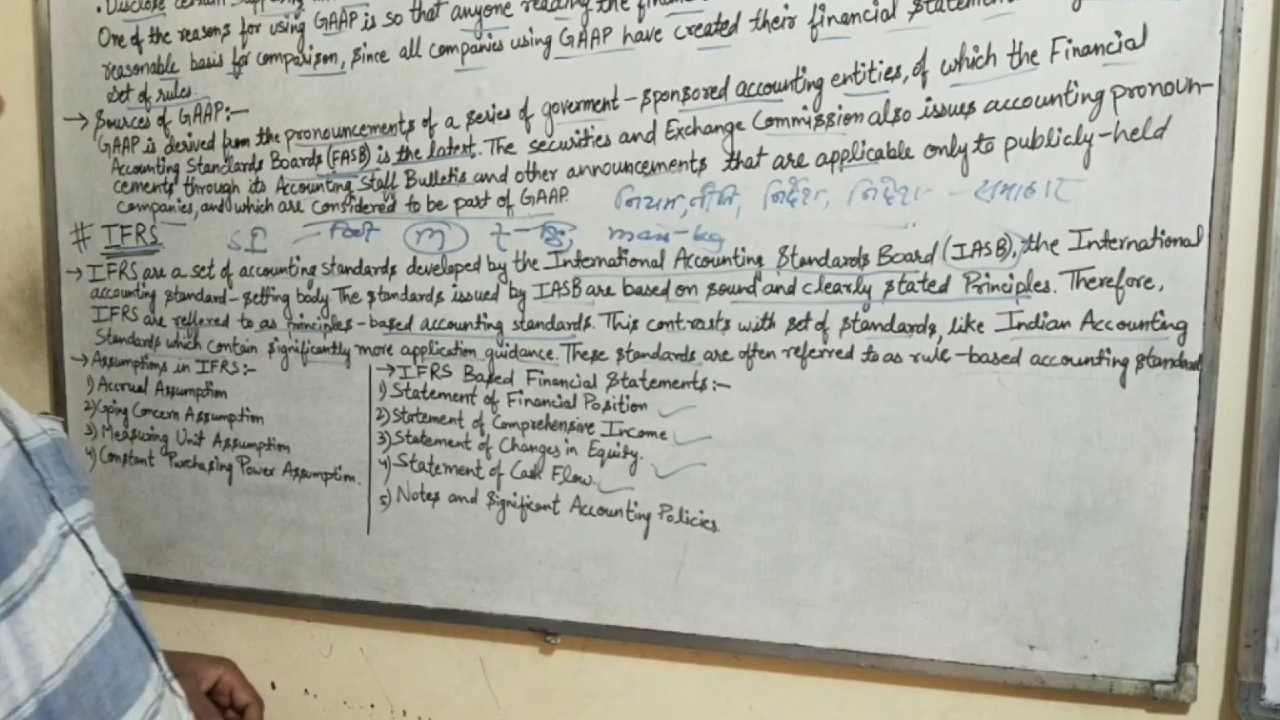 • Disclose certain
One of the reasons for using GAAP is so that anyone reading the
reasonable basis for comparison, since all companies using GAAP have created their financial
set of rules.
→ Sources of GAAP:-
GAAP is derived from the pronouncements of a series of goverment - sponsored accounting entities, of which the Financial
Accounting Standards Boards (FASB) is the latest. The securities and Exchange Commission also issues accounting pronoun-
cements through its Accounting Staff Bulletis and other announcements that are applicable only to publicly-held
companies, and which are considered to be part of GAAP.
नियम, नीति, निर्देश, निर्देश
# IFRS
m
man-kg
→ IFRS are a set of accounting standards developed by the International Accounting Standards Board (IASB), the International
accounting standard-setting body. The standards issued by IASB are based on sound and clearly stated Principles. Therefore,
IFRS are reffered to as principles-based accounting standards. This contrasts with set of standards, like Indian Accounting
Standards which contain significantly more application guidance. These standards are often referred to as rule-based accounting standard
→ Assumptions in IFRS:-
1) Accrual Assumption
2) Going Concern Assumption
3) Measuring Unit Assumption
4) Constant Purchasing Power Assumption.
→ IFRS Based Financial Statements:-
1) Statement of Financial Position
2) Statement of Comprehensive Income
3) Statement of Changes in Equity.
4) Statement of Cash Flow.
5) Notes and Significant Accounting Policies.